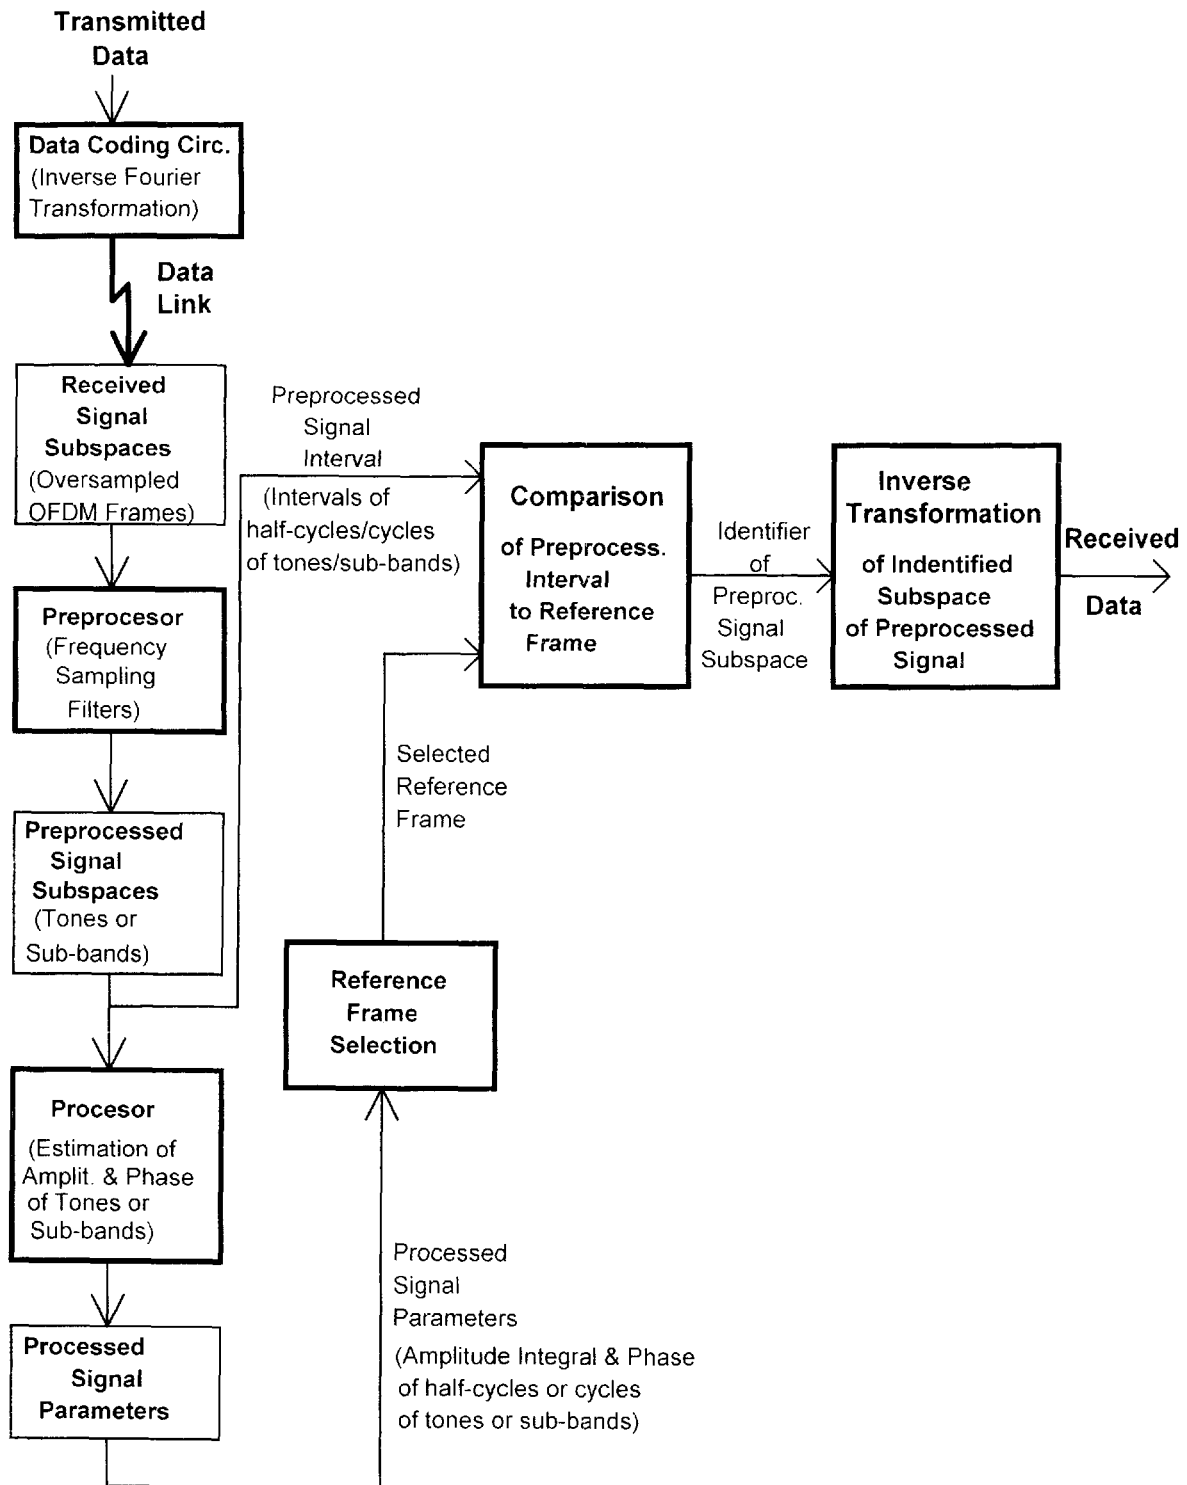 Transmitted
Data
Data Coding Circ.
(Inverse Fourier
Transformation)
Data
Link
Received
Signal
Subspaces
(Oversampled
OFDM Frames)
Preprocesor
(Frequency
Sampling
Filters)
Preprocessed
Signal
Subspaces
(Tones or
Sub-bands)
Procesor
(Estimation of
Amplit. & Phase
of Tones or
Sub-bands)
Processed
Signal
Parameters
Preprocessed
Signal
Interval
(Intervals of
half-cycles/cycles
of tones/sub-bands)
Comparison
of Preprocess.
Interval
to Reference
Frame
Identifier
of
Preproc.
Signal
Subspace
Inverse
Transformation
of Indentified
Subspace
of Preprocessed
Signal
Received
Data
Selected
Reference
Frame
Reference
Frame
Selection
Processed
Signal
Parameters
(Amplitude Integral & Phase
of half-cycles or cycles
of tones or sub-bands)